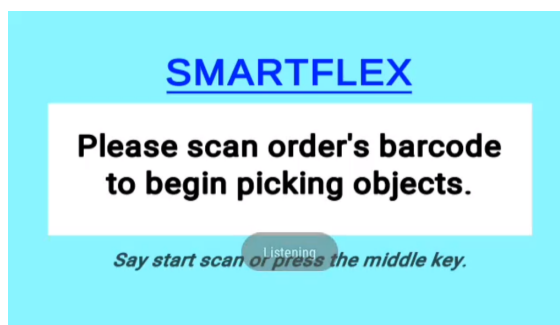 SMARTFLEX
Please scan order's barcode
to begin picking objects.
Listening
Say start scan or press the middle key.